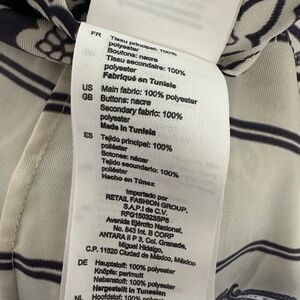 FR
Tissu principal: 100%
polyester
Boutons: nacre
Tissu secondaire: 100%
polyester
Fabriqué en Tunisie
US Main fabric: 100% polyester
GB Buttons: nacre
Secondary fabric: 100%
polyester
Made in Tunisia
ES Tejido principal: 100%
poliéster
Botones: nácar
Tejido secundario: 100%
poliéster
Hecho en Túnez
Importado por
RETAIL FASHION GROUP.
S.A.P.I de C.V.
RFG150323SP5
Avenida Ejército Nacional
No. 843 Int. B CORP
ANTARA II P 3, Col. Granada,
Miguel Hidalgo,
C.P. 11520 Ciudad de México, México
DE Hauptstoff: 100% polyester
Knöpfe: perlmutt
Nebenstoff: 100% polyester
Hergestellt in Tunesien
NL Hoofdstof: 100% polyester